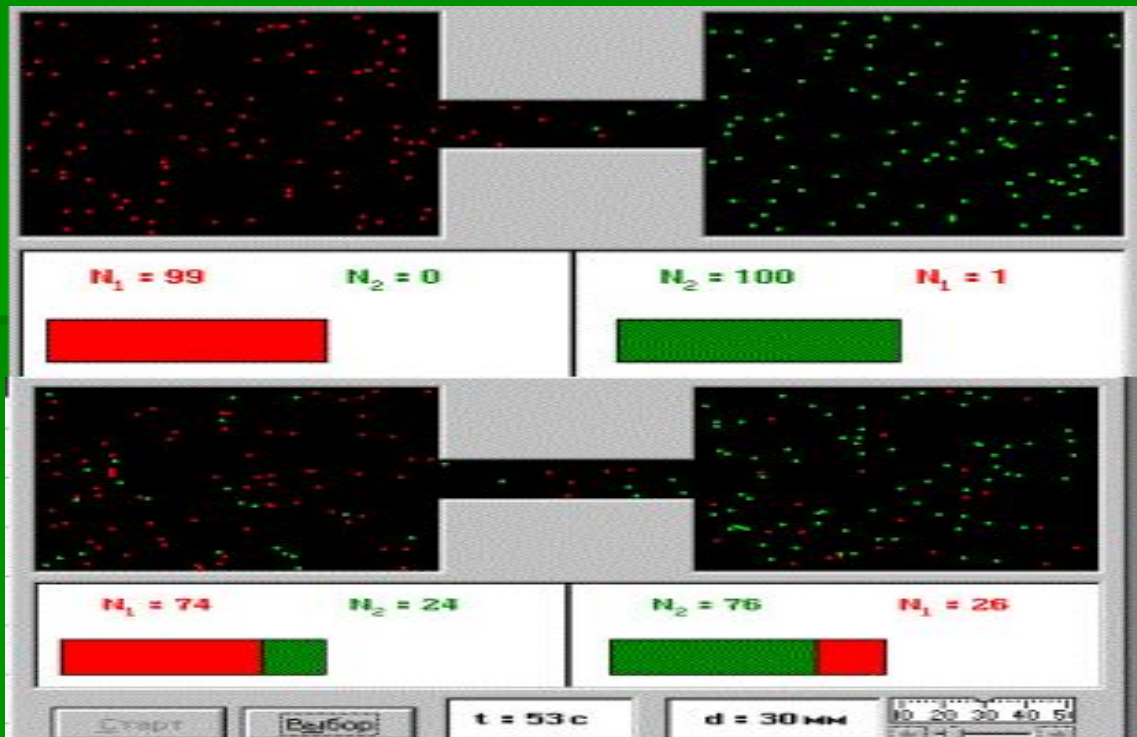 N₁ = 99 N₂ = 0 N₂ = 100 N₁ = 1
N₁ = 74 N₂ = 24 N₂ = 76 N₁ = 26
Старт Выбор t = 53 c d = 30 мм 10 20 30 40 50